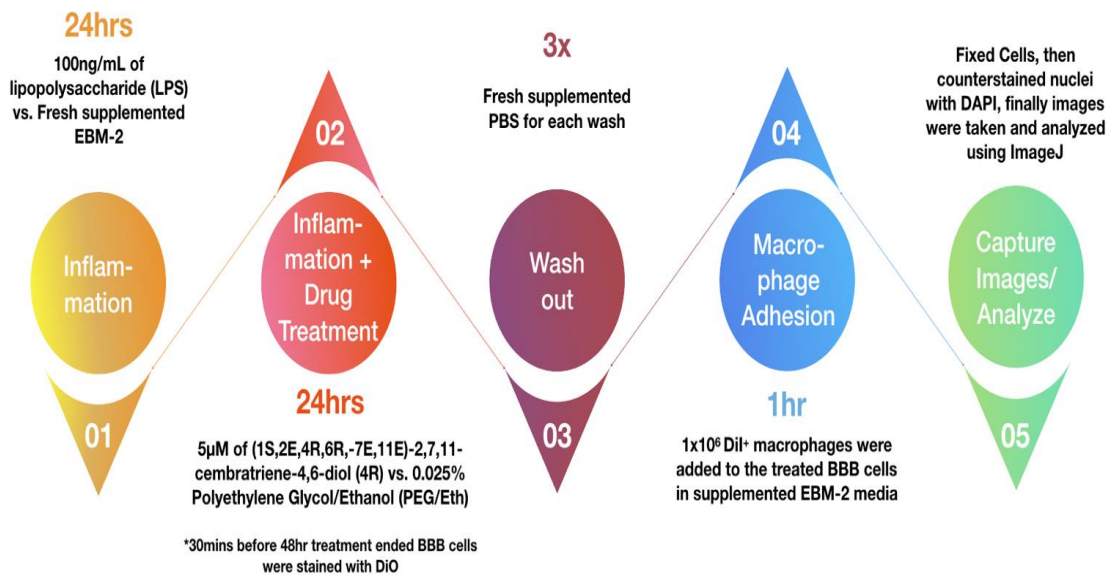 24hrs
100ng/mL of
lipopolysaccharide (LPS)
vs. Fresh supplemented
EBM-2
Inflam-
mation
01
02
Inflam-
mation +
Drug
Treatment
24hrs
5µM of (1S,2E,4R,6R,-7E,11E)-2,7,11-
cembratriene-4,6-diol (4R) vs. 0.025%
Polyethylene Glycol/Ethanol (PEG/Eth)
*30mins before 48hr treatment ended BBB cells
were stained with DiO
3x
Fresh supplemented
PBS for each wash
Wash
out
03
04
Macro-
phage
Adhesion
1hr
1x10⁶ DiI⁺ macrophages were
added to the treated BBB cells
in supplemented EBM-2 media
Fixed Cells, then
counterstained nuclei
with DAPI, finally images
were taken and analyzed
using ImageJ
Capture
Images/
Analyze
05